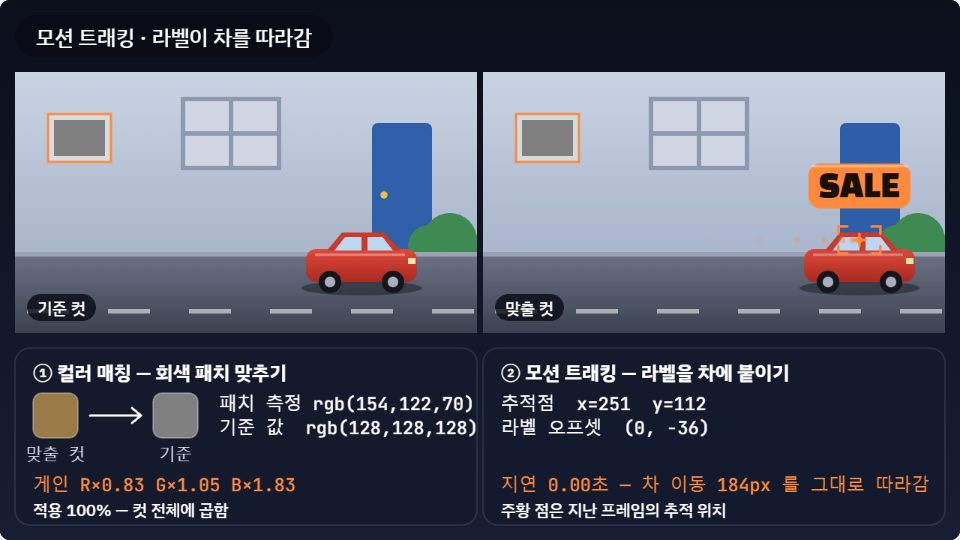 모션 트래킹 · 라벨이 차를 따라감
SALE
기준 컷
맞출 컷
① 컬러 매칭 — 회색 패치 맞추기
패치 측정 rgb(154,122,70)
기준 값 rgb(128,128,128)
맞출 컷
기준
게인 R×0.83 G×1.05 B×1.83
적용 100% — 컷 전체에 곱함
② 모션 트래킹 — 라벨을 차에 붙이기
추적점 x=251 y=112
라벨 오프셋 (0, -36)
지연 0.00초 — 차 이동 184px 를 그대로 따라감
주황 점은 지난 프레임의 추적 위치